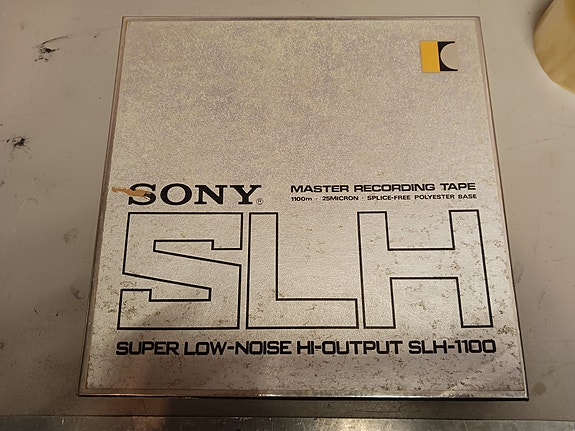 SONY®
MASTER RECORDING TAPE
1100m · 25MICRON · SPLICE-FREE POLYESTER BASE
SLH
SUPER LOW-NOISE HI-OUTPUT SLH-1100